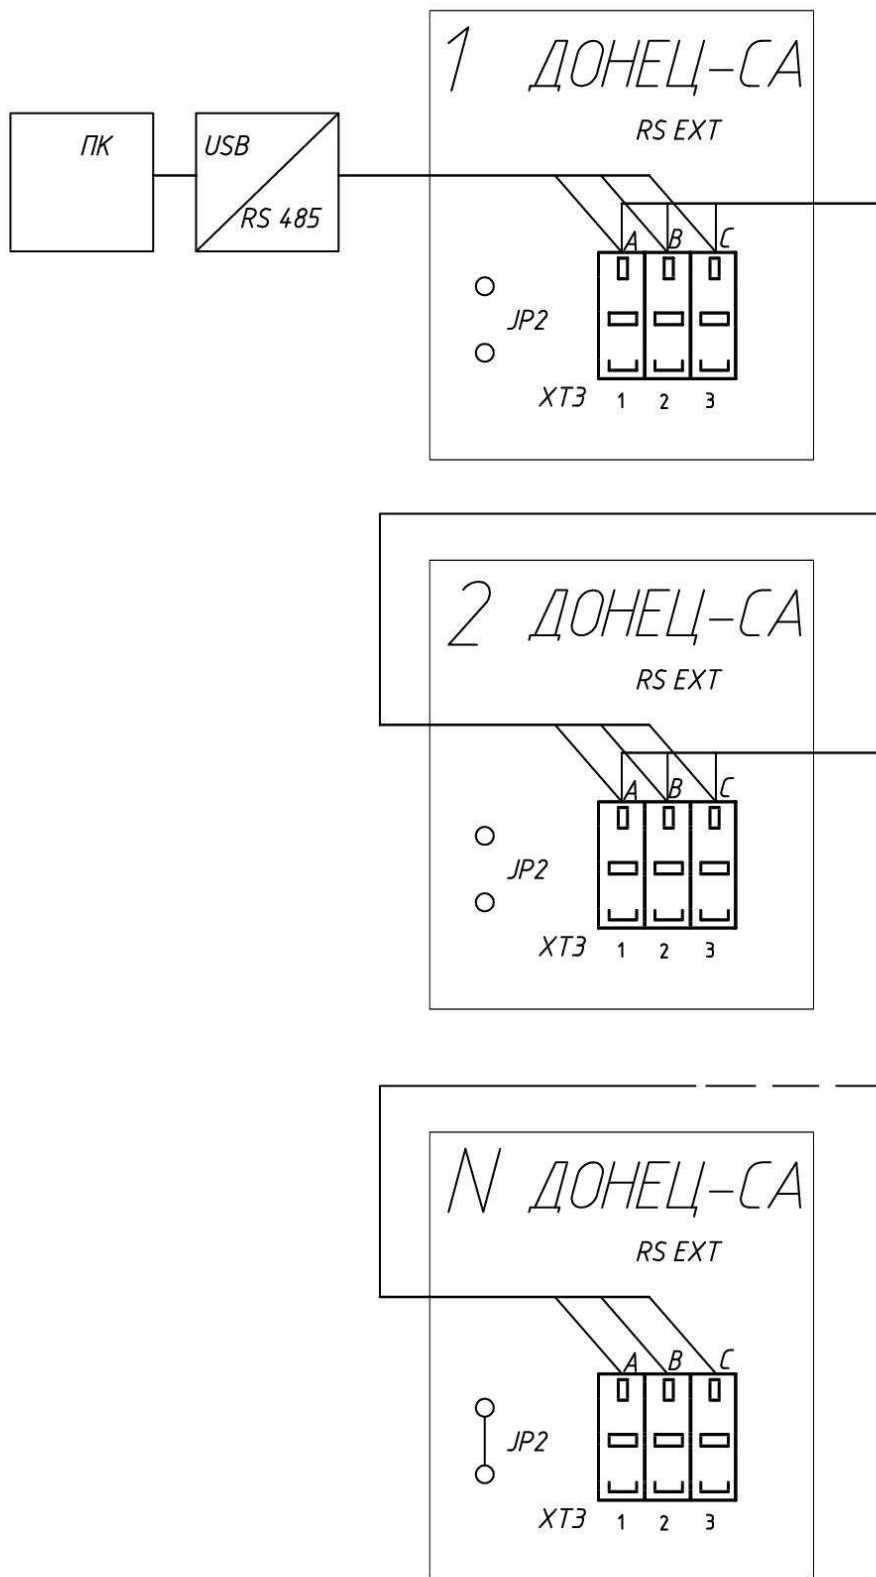 1 ДОНЕЦ-СА
RS EXT
ПК
USB
RS 485
A B C
JP2
XT3 1 2 3
2 ДОНЕЦ-СА
RS EXT
A B C
JP2
XT3 1 2 3
N ДОНЕЦ-СА
RS EXT
A B C
JP2
XT3 1 2 3